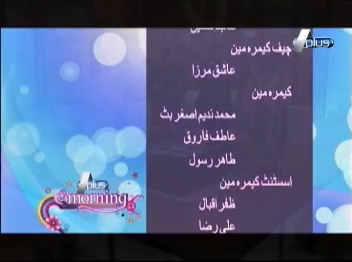 plus
چیف کیمرہ مین
عاشق مرزا
کیمرہ مین
محمد ندیم اصغر بٹ
عاطف فاروق
طاہر رسول
اسسٹنٹ کیمرہ مین
ظفر اقبال
علی رضا
plus
@morning